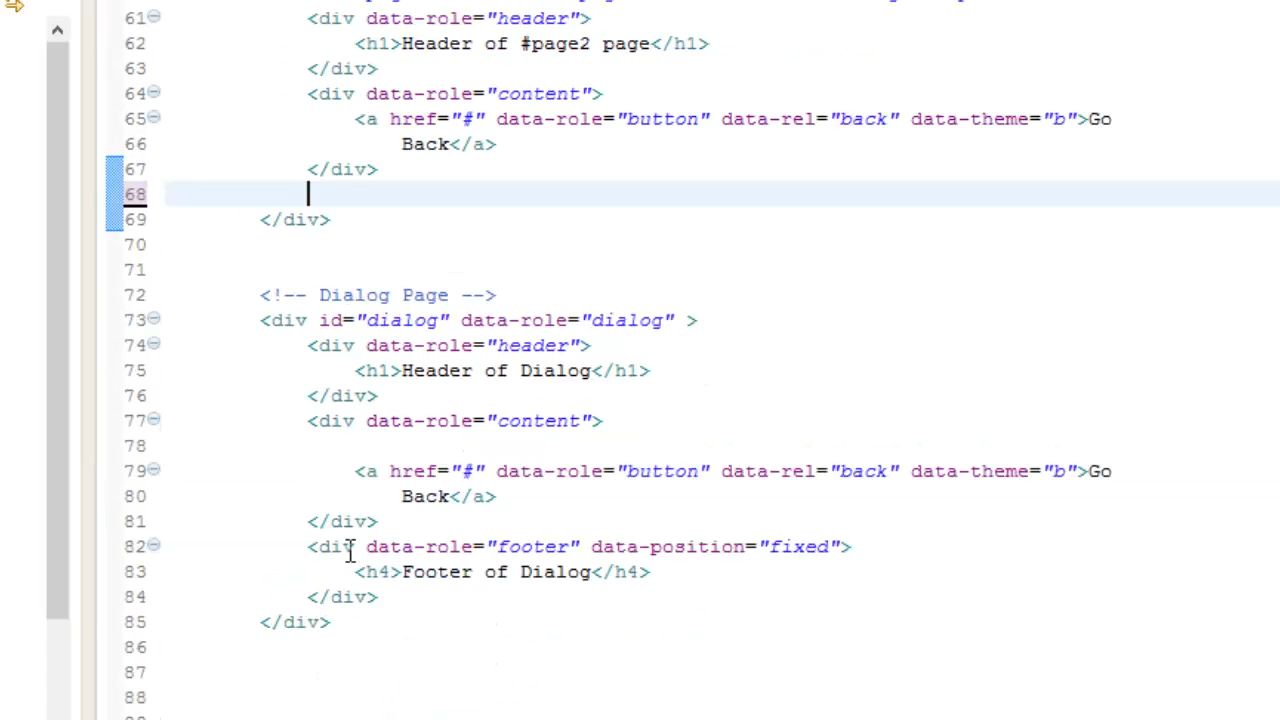 61 <div data-role="header">
62 <h1>Header of #page2 page</h1>
63 </div>
64 <div data-role="content">
65 <a href="#" data-role="button" data-rel="back" data-theme="b">Go
66 Back</a>
67 </div>
68
69 </div>
70
71
72 <!-- Dialog Page -->
73 <div id="dialog" data-role="dialog" >
74 <div data-role="header">
75 <h1>Header of Dialog</h1>
76 </div>
77 <div data-role="content">
78
79 <a href="#" data-role="button" data-rel="back" data-theme="b">Go
80 Back</a>
81 </div>
82 <div data-role="footer" data-position="fixed">
83 <h4>Footer of Dialog</h4>
84 </div>
85 </div>
86
87
88